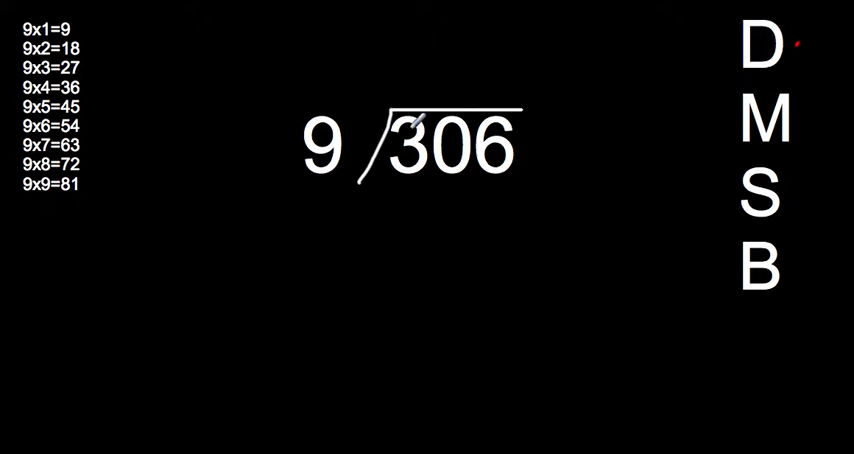 9x1=9
9x2=18
9x3=27
9x4=36
9x5=45
9x6=54
9x7=63
9x8=72
9x9=81
9 306
D
M
S
B